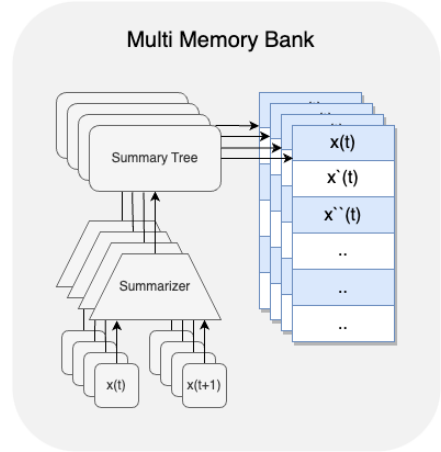 Multi Memory Bank
Summary Tree
x(t)
x`(t)
x``(t)
..
..
..
Summarizer
x(t)
x(t+1)